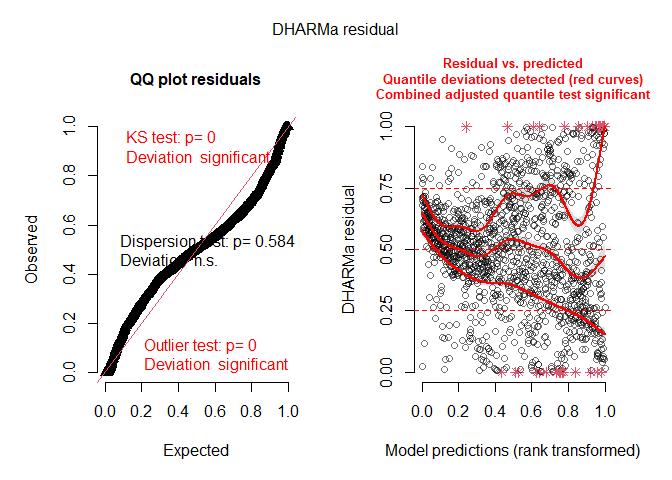 DHARMa residual
QQ plot residuals
KS test: p= 0
Deviation significant
Dispersion test: p= 0.584
Deviation n.s.
Outlier test: p= 0
Deviation significant
Observed
0.0 0.2 0.4 0.6 0.8 1.0
0.0 0.2 0.4 0.6 0.8 1.0
Expected
Residual vs. predicted
Quantile deviations detected (red curves)
Combined adjusted quantile test significant
DHARMa residual
0.00 0.25 0.50 0.75 1.00
0.0 0.2 0.4 0.6 0.8 1.0
Model predictions (rank transformed)